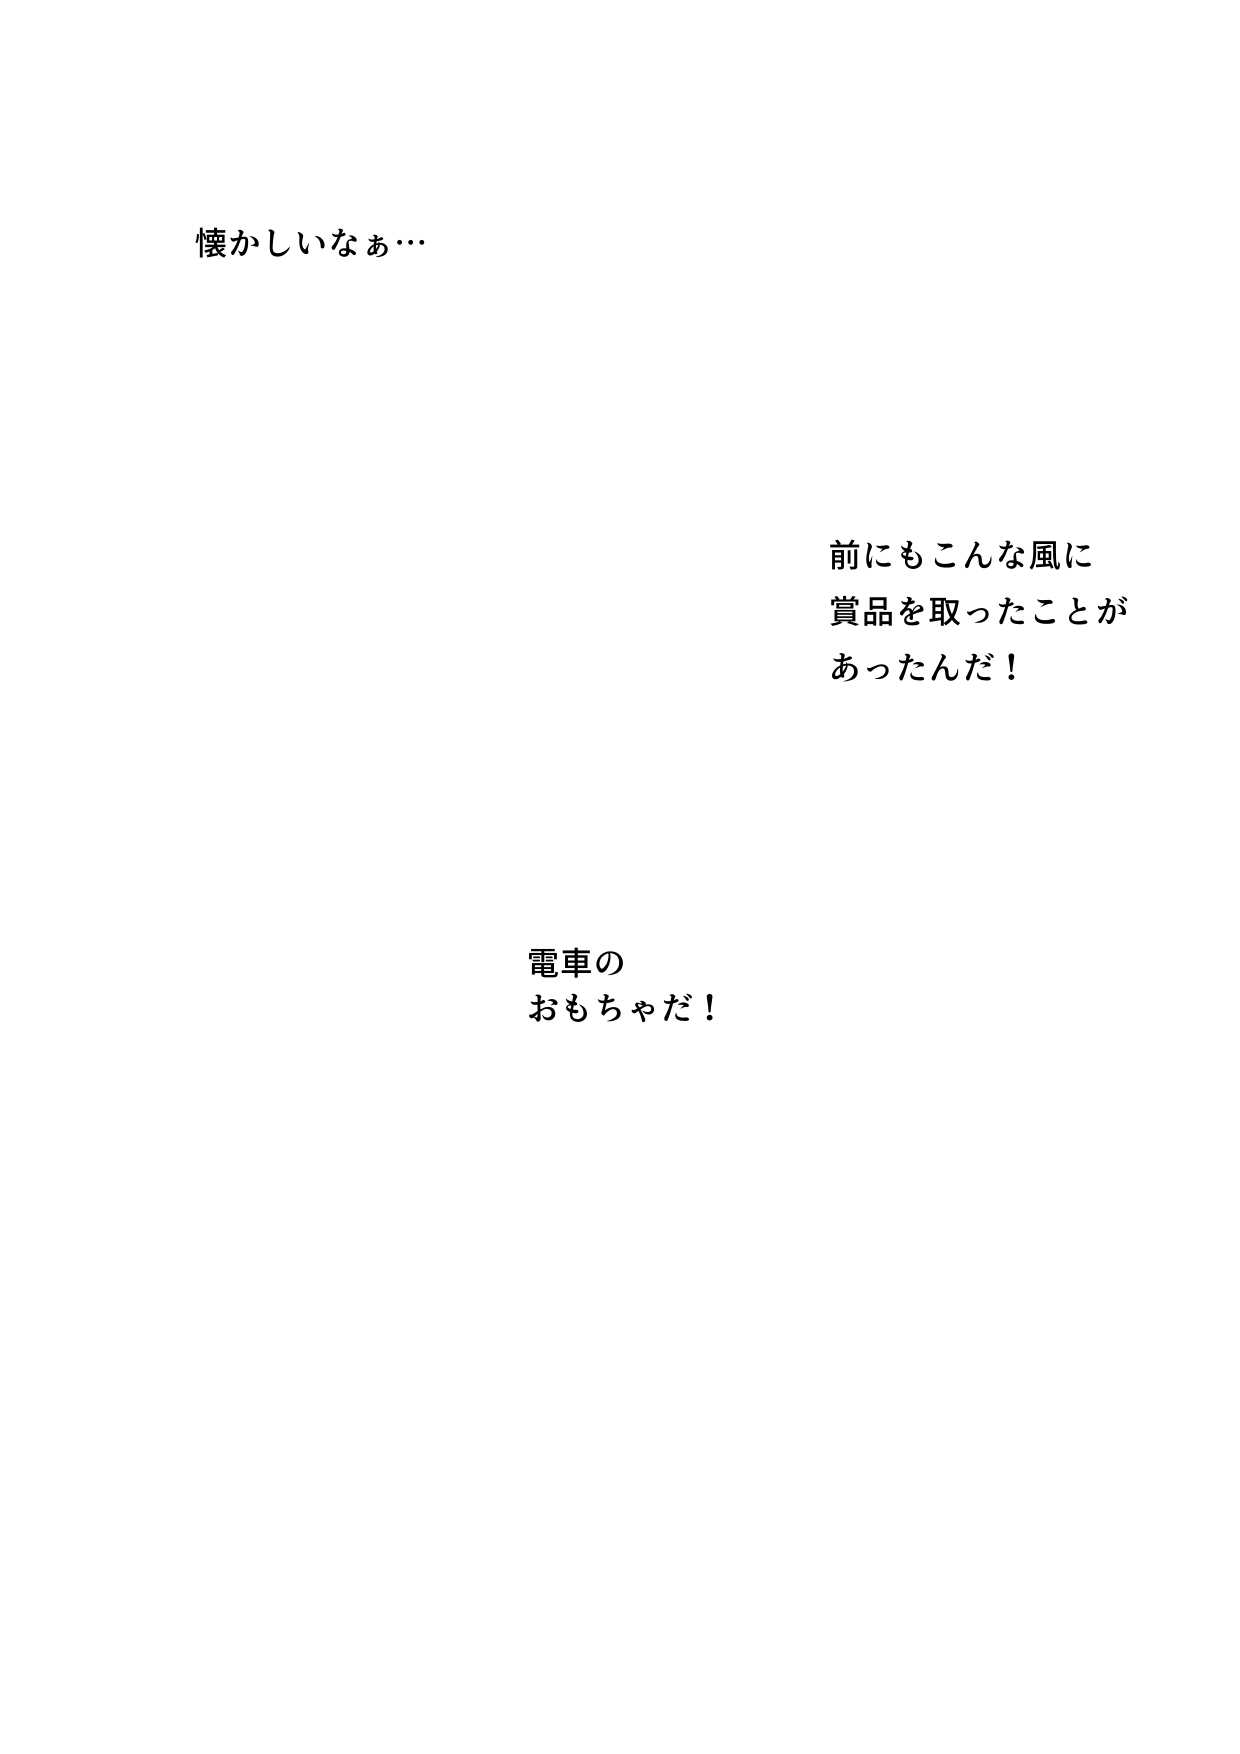 懐かしいなぁ…
前にもこんな風に
賞品を取ったことが
あったんだ！
電車の
おもちゃだ！